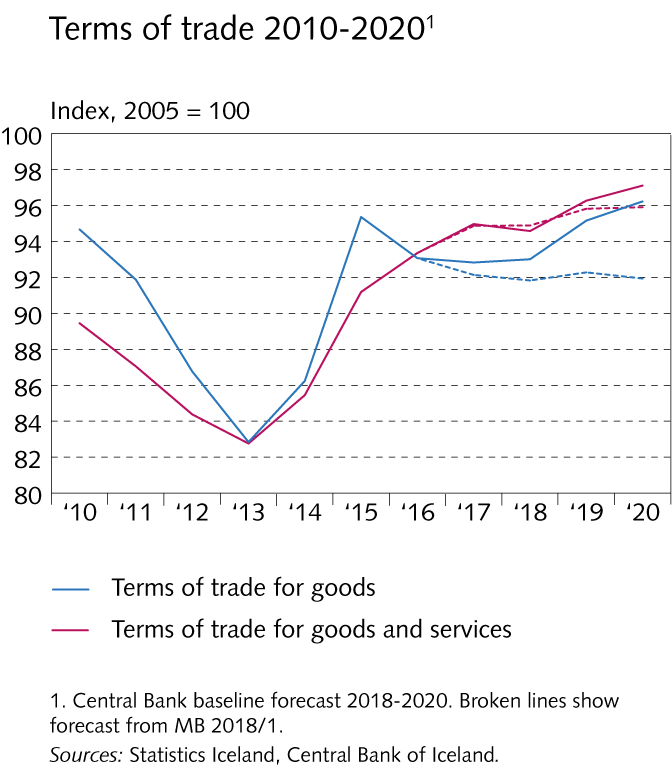 Terms of trade 2010-2020¹
Index, 2005 = 100
100
98
96
94
92
90
88
86
84
82
80
‘10 ‘11 ‘12 ‘13 ‘14 ‘15 ‘16 ‘17 ‘18 ‘19 ‘20
Terms of trade for goods
Terms of trade for goods and services
1. Central Bank baseline forecast 2018-2020. Broken lines show
forecast from MB 2018/1.
Sources: Statistics Iceland, Central Bank of Iceland.